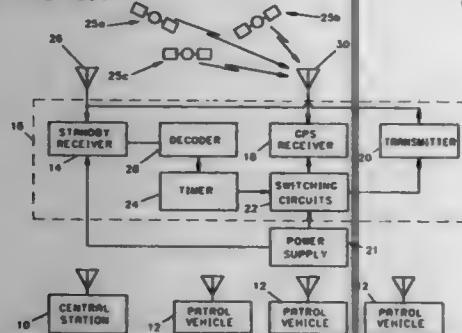 25a
25b
26
25c
30
16
STANDBY RECEIVER
DECODER
GPS RECEIVER
TRANSMITTER
14
28
18
20
TIMER
SWITCHING CIRCUITS
24
22
POWER SUPPLY
21
CENTRAL STATION
PATROL VEHICLE
PATROL VEHICLE
PATROL VEHICLE
10
12
12
12